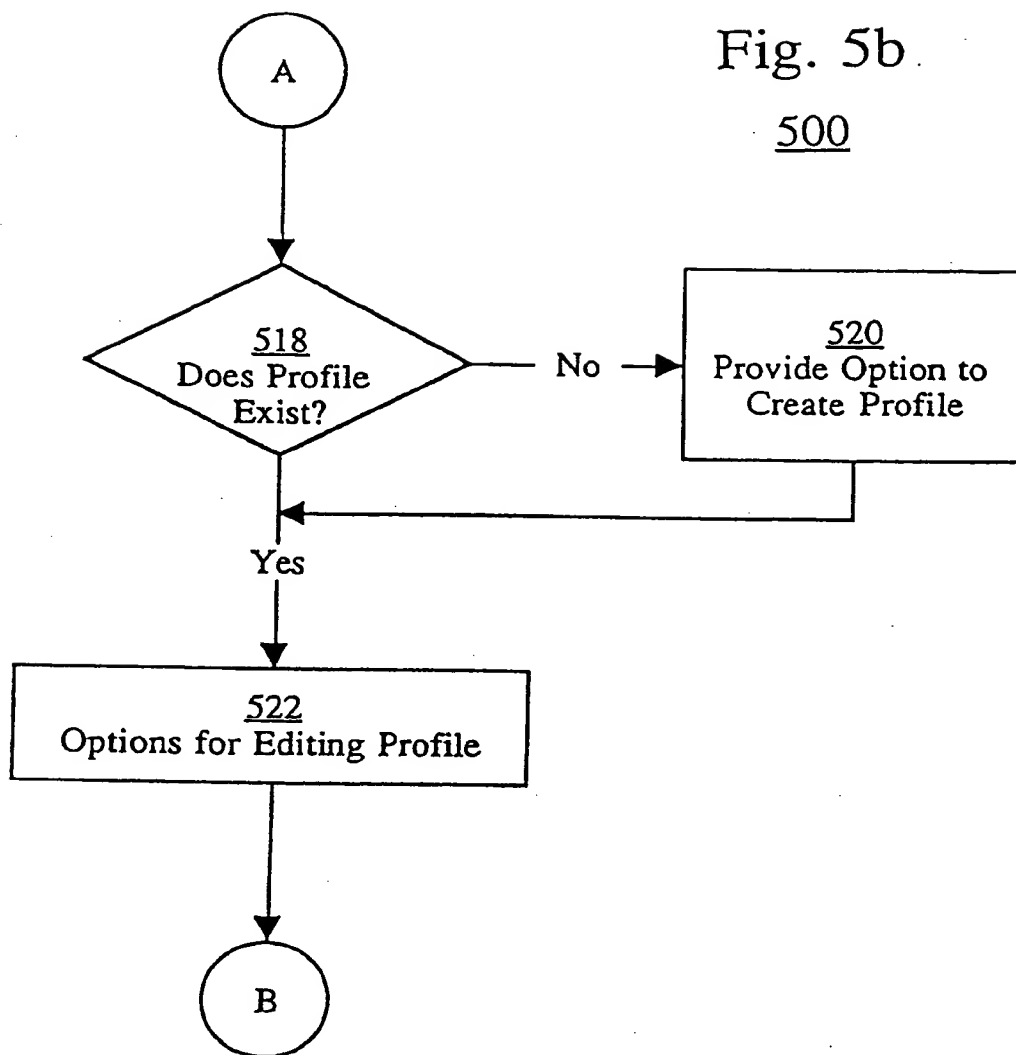 A
Fig. 5b
500
518
Does Profile
Exist?
No
520
Provide Option to
Create Profile
Yes
522
Options for Editing Profile
B